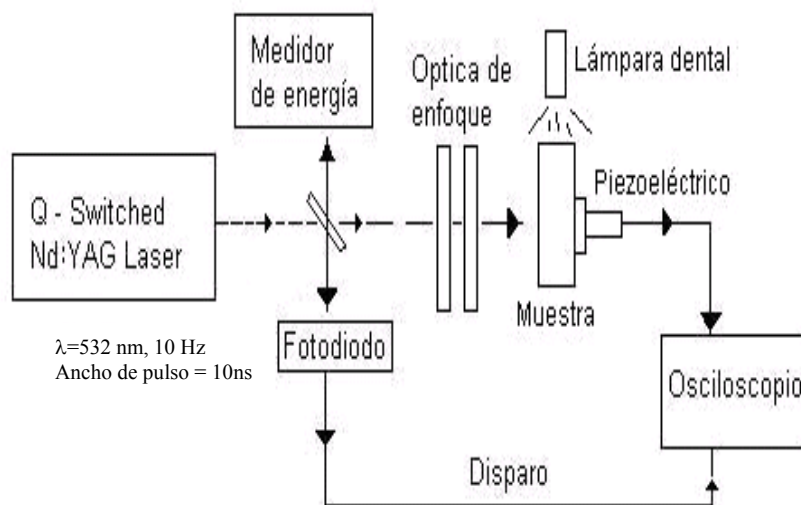 Medidor
de energía
Optica de
enfoque
Lámpara dental
Q - Switched
Nd:YAG Laser
Piezoeléctrico
Muestra
λ=532 nm, 10 Hz
Ancho de pulso = 10ns
Fotodiodo
Osciloscopio
Disparo